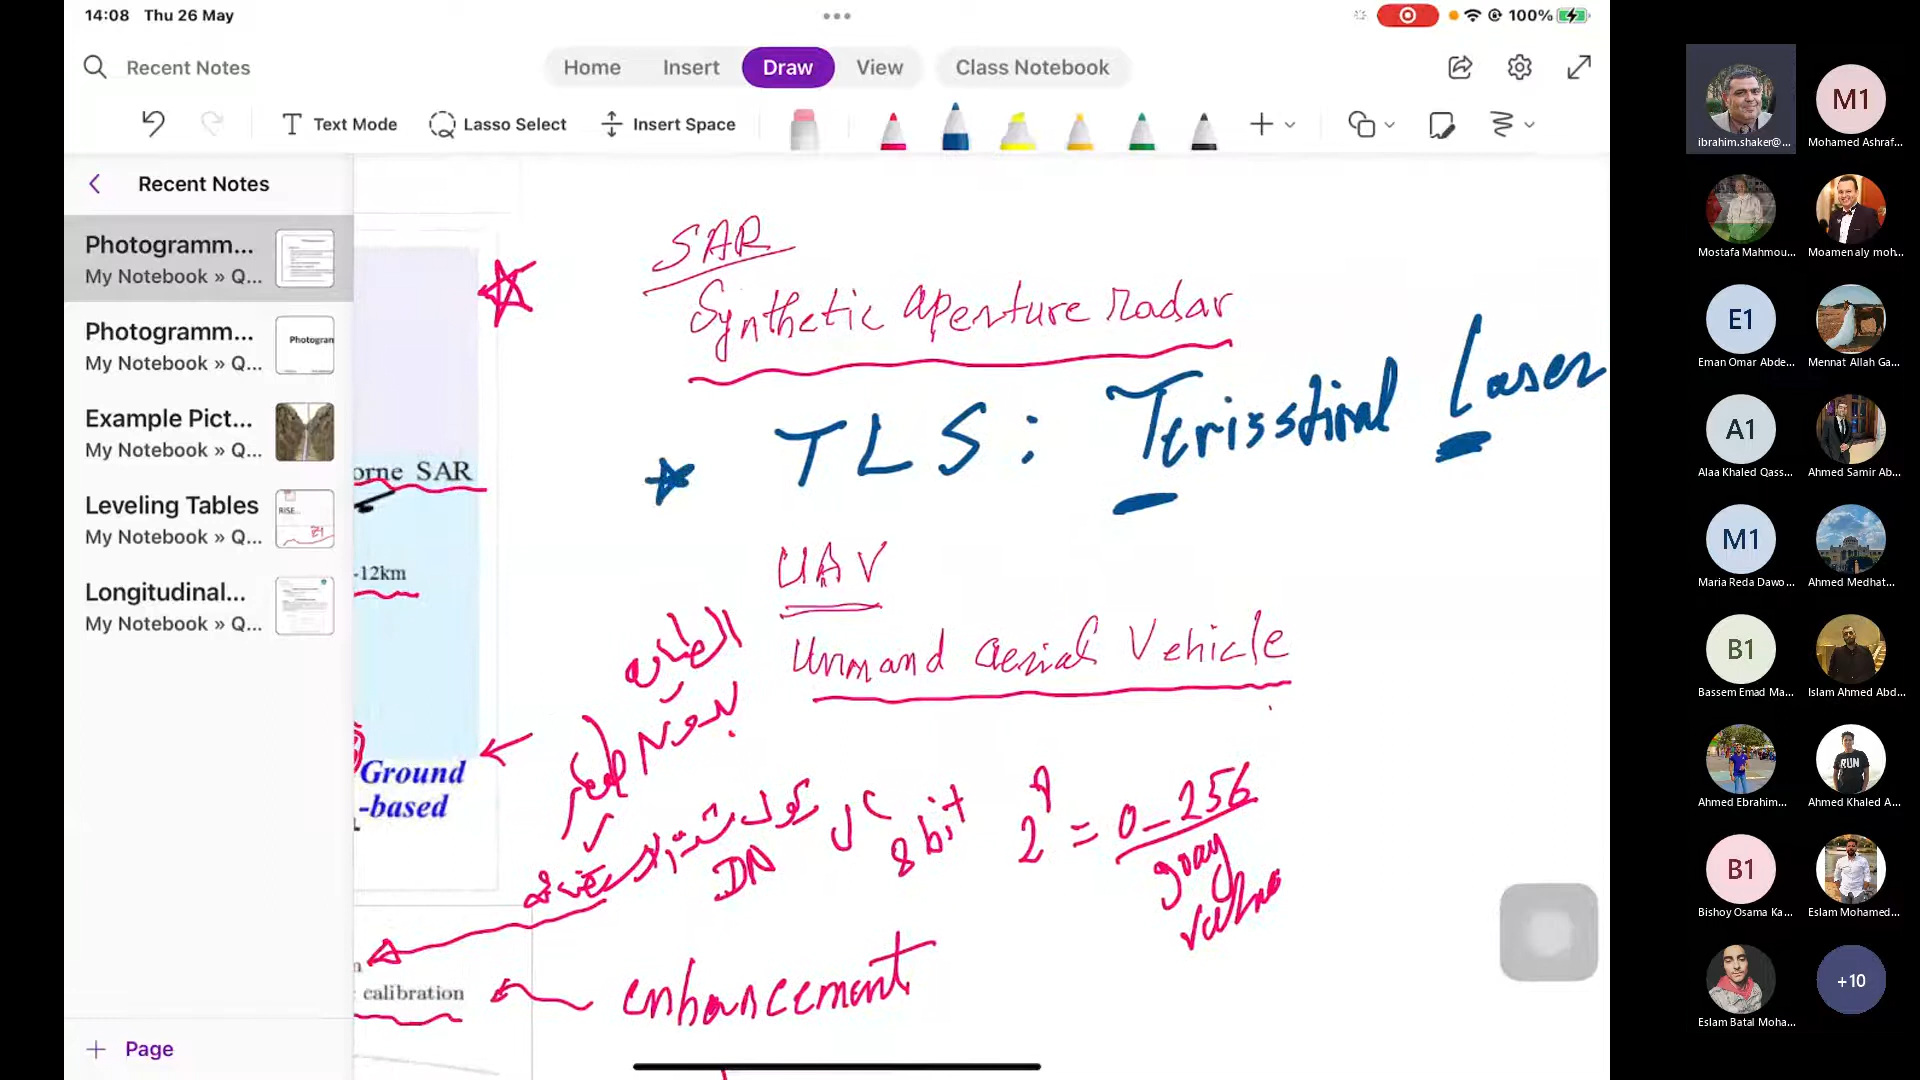 14:08 Thu 26 May
100%
Recent Notes
Home Insert Draw View Class Notebook
Text Mode Lasso Select Insert Space
Recent Notes
Photogramm...
My Notebook » Q...
Photogramm...
My Notebook » Q...
Photogram
Example Pict...
My Notebook » Q...
Leveling Tables
My Notebook » Q...
RISE...
Longitudinal...
My Notebook » Q...
Page
orne SAR
-12km
Ground
-based
calibration
SAR
Synthetic aperture radar
TLS: Terisstiral Laser
UAV
Unmand aerial Vehicle
DN
8 bit 2^8 = 0_256
gray
value
enhancement
ibrahim.shaker@...
M1
Mohamed Ashraf...
Mostafa Mahmou...
Moamenaly moh...
E1
Eman Omar Abde...
Mennat Allah Ga...
A1
Alaa Khaled Qass...
Ahmed Samir Ab...
M1
Maria Reda Dawo...
Ahmed Medhat...
B1
Bassem Emad Ma...
Islam Ahmed Abd...
Ahmed Ebrahim...
RUN
Ahmed Khaled A...
B1
Bishoy Osama Ka...
Eslam Mohamed...
Eslam Batal Moha...
+10